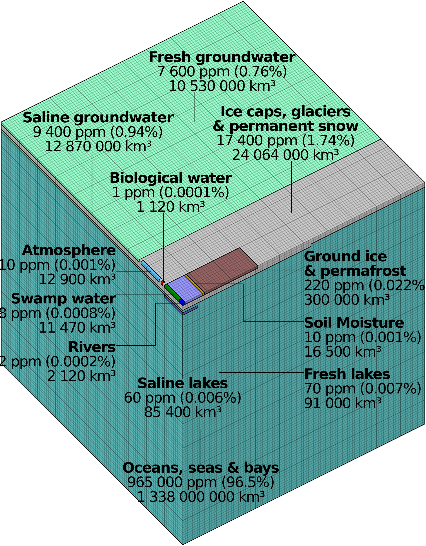 Fresh groundwater
7 600 ppm (0.76%)
10 530 000 km³
Saline groundwater
9 400 ppm (0.94%)
12 870 000 km³
Ice caps, glaciers
& permanent snow
17 400 ppm (1.74%)
24 064 000 km³
Biological water
1 ppm (0.0001%)
1 120 km³
Atmosphere
10 ppm (0.001%)
12 900 km³
Swamp water
8 ppm (0.0008%)
11 470 km³
Rivers
2 ppm (0.0002%)
2 120 km³
Ground ice
& permafrost
220 ppm (0.022%
300 000 km³
Soil Moisture
10 ppm (0.001%)
16 500 km³
Fresh lakes
70 ppm (0.007%)
91 000 km³
Saline lakes
60 ppm (0.006%)
85 400 km³
Oceans, seas & bays
965 000 ppm (96.5%)
1 338 000 000 km³